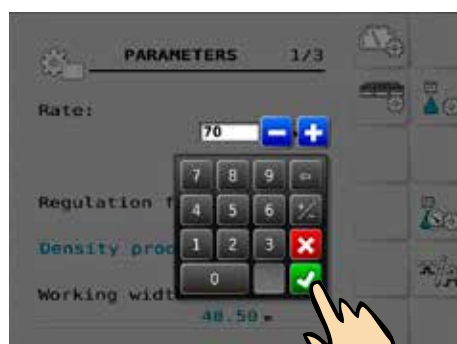 PARAMETERS 1/3
Rate:
70 - +
7 8 9
Regulation f
4 5 6 +/-
Density prod
1 2 3
0
Working widt
48.50 m